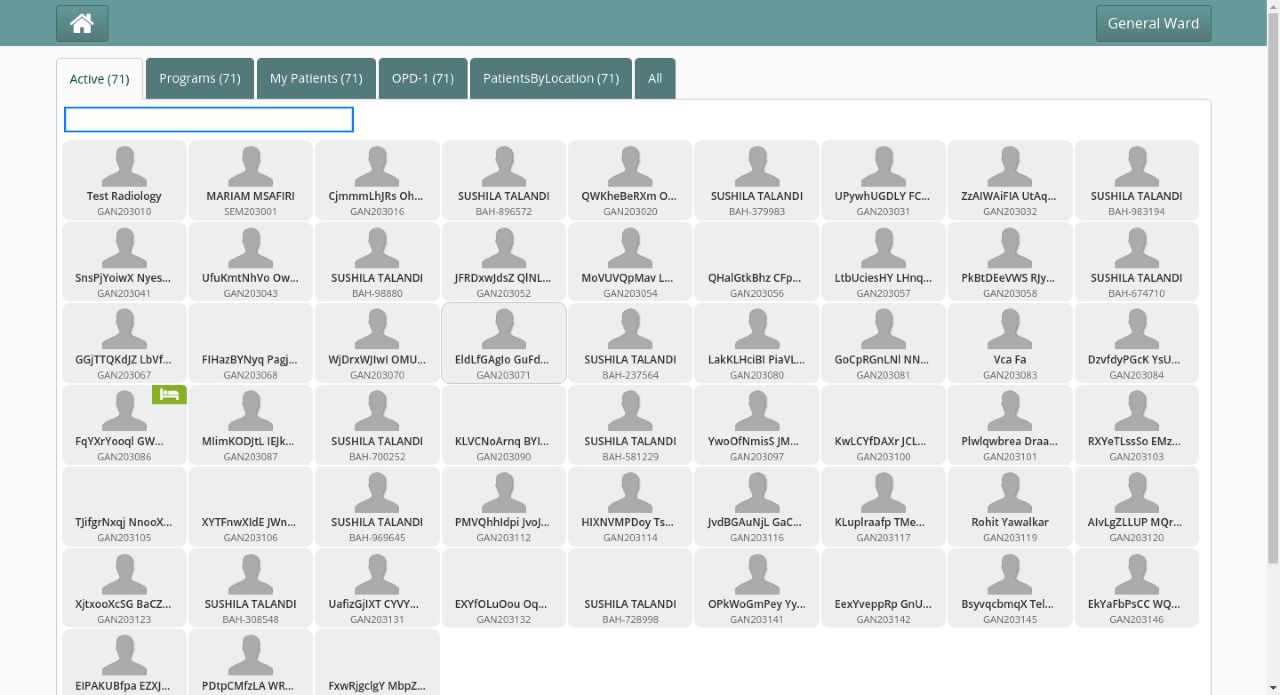 General Ward
Active (71) Programs (71) My Patients (71) OPD-1 (71) PatientsByLocation (71) All
Test Radiology MARIAM MSAFIRI CjmmmLhJRs Oh... SUSHILA TALANDI QWKheBeRXm O... SUSHILA TALANDI UPywhUGDLY FC... ZzAIWAiFIA UtAq... SUSHILA TALANDI
GAN203010 SEM203001 GAN203016 BAH-896572 GAN203020 BAH-379983 GAN203031 GAN203032 BAH-983194
SnsPjYoiwX Nyes... UfuKmtNhVo Ow... SUSHILA TALANDI JFRDxwJdsZ QlNL... MoVUVQpMav L... QHalGtkBhz CFp... LtbUciesHY LHnq... PkBtDEeVWS RJy... SUSHILA TALANDI
GAN203041 GAN203043 BAH-98880 GAN203052 GAN203054 GAN203056 GAN203057 GAN203058 BAH-674710
GGjTTQKdJZ LbVf... FIHazBYNyq Pagj... WjDrxWJIwI OMU... EldLfGAgIo GuFd... SUSHILA TALANDI LakKLHciBI PiaVL... GoCpRGnLNl NN... Vca Fa DzvfdyPGcK YsU...
GAN203067 GAN203068 GAN203070 GAN203071 BAH-237564 GAN203080 GAN203081 GAN203083 GAN203084
FqYXrYooql GW... MIimKODJtL IEJk... SUSHILA TALANDI KLVCNoArnq BYI... SUSHILA TALANDI YwoOfNmisS JM... KwLCYfDAXr JCL... Plwlqwbrea Draa... RXYeTLssSo EMz...
GAN203086 GAN203087 BAH-700252 GAN203090 BAH-581229 GAN203097 GAN203100 GAN203101 GAN203103
TJifgrNxqj NnooX... XYTFnwXIdE JWn... SUSHILA TALANDI PMVQhhIdpi JvoJ... HIXNVMPDoy Ts... JvdBGAuNjL GaC... KLuplraafp TMe... Rohit Yawalkar AIvLgZLLUP MQr...
GAN203105 GAN203106 BAH-969645 GAN203112 GAN203114 GAN203116 GAN203117 GAN203119 GAN203120
XjtxooXcSG BaCZ... SUSHILA TALANDI UafizGjIXT CYVY... EXYfOLuOou Oq... SUSHILA TALANDI OPkWoGmPey Yy... EexYveppRp GnU... BsyvqcbmqX Tel... EkYaFbPsCC WQ...
GAN203123 BAH-308548 GAN203131 GAN203132 BAH-728998 GAN203141 GAN203142 GAN203145 GAN203146
EIPAKUBfpa EZXJ... PDtpCMfzLA WR... FxwRjgclgY MbpZ...